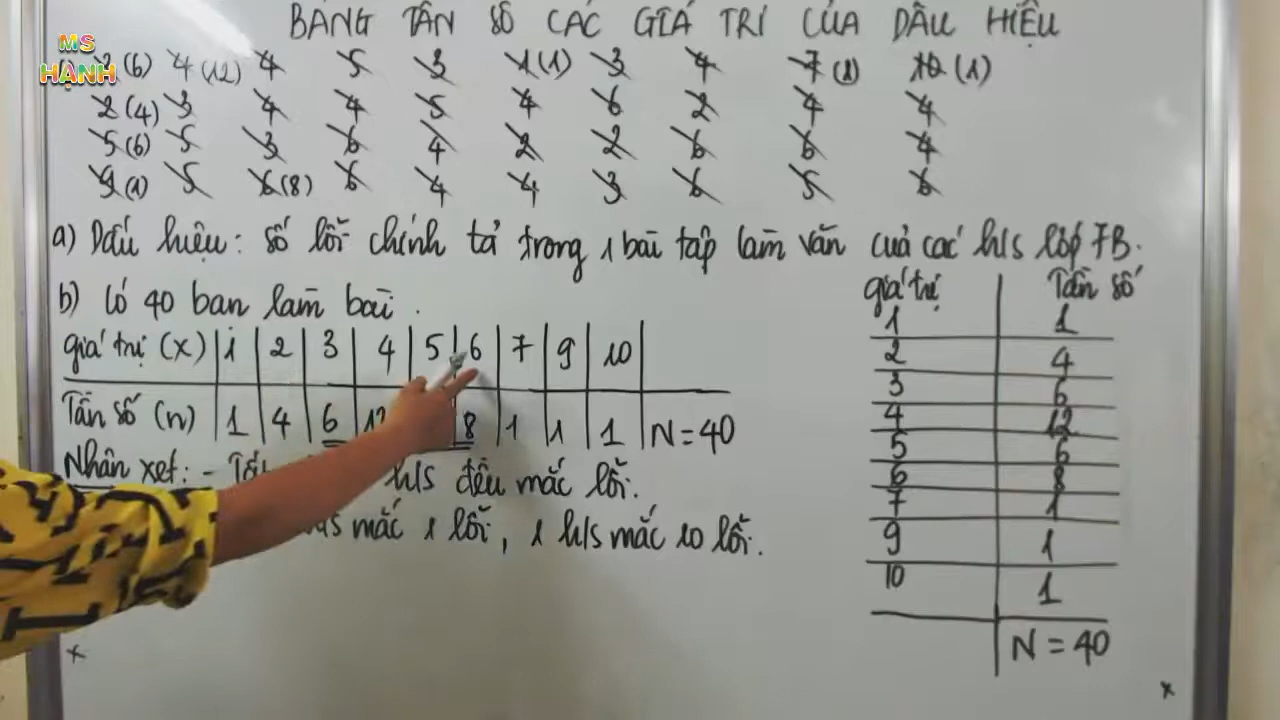 MS
HẠNH
BẢNG TẦN SỐ CÁC GIÁ TRỊ CỦA DẤU HIỆU
3 (6) 4 (12) 4 5 3 1 (1) 3 4 7 (1) 10 (1)
2 (4) 3 4 4 5 4 6 2 4 4
5 (6) 5 3 6 4 2 2 6 6 4
9 (1) 5 6 (8) 6 4 4 3 6 5 6
a) Dấu hiệu: số lỗi chính tả trong 1 bài tập làm văn của các h/s lớp 7B.
b) Có 40 bạn làm bài.
giá trị (x) 1 2 3 4 5 6 7 9 10
Tần số (n) 1 4 6 12 8 1 1 1 N = 40
Nhận xét: - h/s đều mắc lỗi.
mắc 1 lỗi, 1 h/s mắc 10 lỗi.
giá trị Tần số
1 1
2 4
3 6
4 12
5 6
6 8
7 1
9 1
10 1
N = 40
x
x